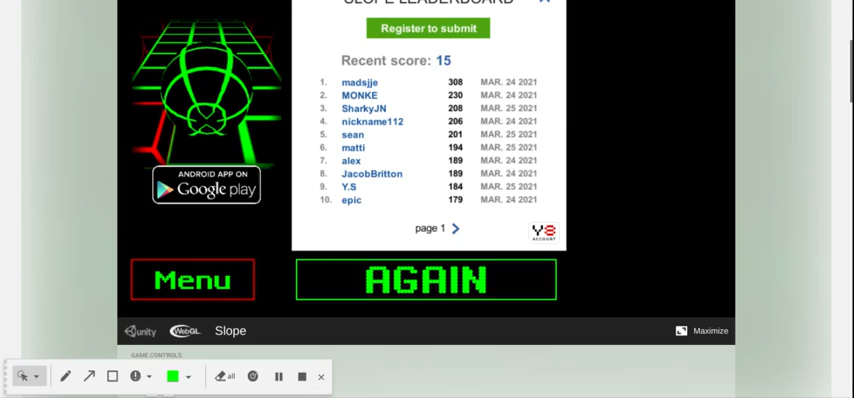 SLOPE LEADERBOARD
Register to submit
Recent score: 15
1. madsjje 308 MAR. 24 2021
2. MONKE 230 MAR. 24 2021
3. SharkyJN 208 MAR. 25 2021
4. nickname112 206 MAR. 24 2021
5. sean 201 MAR. 25 2021
6. matti 194 MAR. 25 2021
7. alex 189 MAR. 24 2021
8. JacobBritton 189 MAR. 24 2021
9. Y.S 184 MAR. 25 2021
10. epic 179 MAR. 24 2021
page 1
Y8
ACCOUNT
ANDROID APP ON
Google play
Menu
AGAIN
unity WebGL Slope Maximize
GAME CONTROLS
all